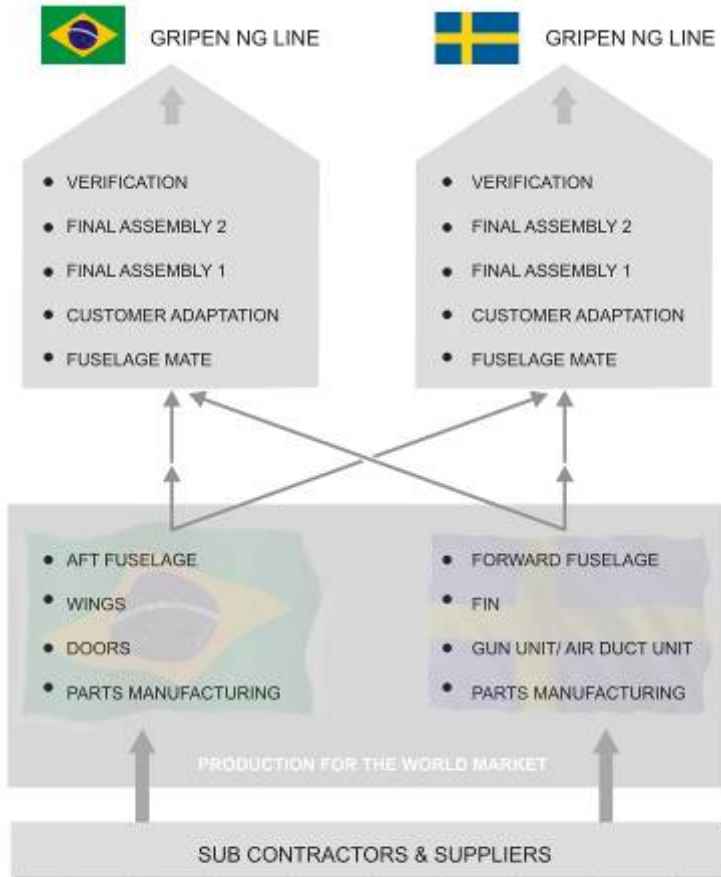 GRIPEN NG LINE
GRIPEN NG LINE
VERIFICATION
FINAL ASSEMBLY 2
FINAL ASSEMBLY 1
CUSTOMER ADAPTATION
FUSELAGE MATE
VERIFICATION
FINAL ASSEMBLY 2
FINAL ASSEMBLY 1
CUSTOMER ADAPTATION
FUSELAGE MATE
AFT FUSELAGE
WINGS
DOORS
PARTS MANUFACTURING
FORWARD FUSELAGE
FIN
GUN UNIT/ AIR DUCT UNIT
PARTS MANUFACTURING
PRODUCTION FOR THE WORLD MARKET
SUB CONTRACTORS & SUPPLIERS